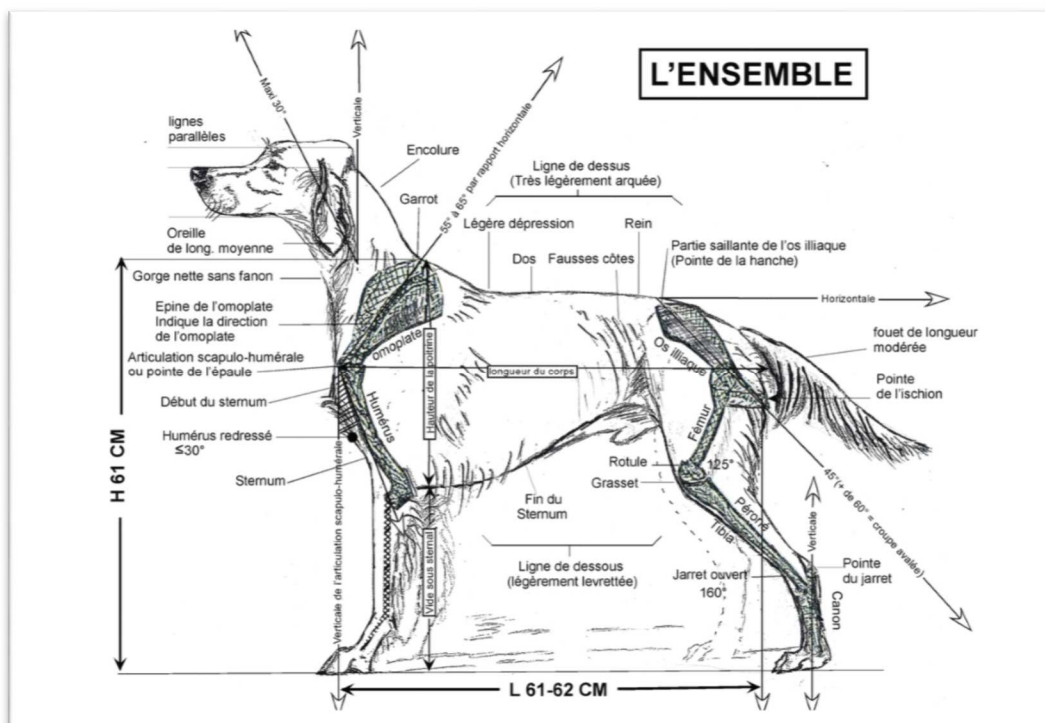 L'ENSEMBLE
Maxi 30°
Verticale
lignes
parallèles
Encolure
55° à 65° par rapport horizontale
Ligne de dessus
(Très légèrement arquée)
Garrot
Légère dépression
Rein
Dos
Fausses côtes
Partie saillante de l'os illiaque
(Pointe de la hanche)
Oreille
de long. moyenne
Gorge nette sans fanon
Horizontale
Epine de l'omoplate
Indique la direction
de l'omoplate
omoplate
Os illiaque
fouet de longueur
modérée
Articulation scapulo-humérale
ou pointe de l'épaule
longueur du corps
Hauteur de la poitrine
Pointe
de l'ischion
Début du sternum
Humérus
Fémur
Humérus redressé
≤30°
H 61 CM
Sternum
Rotule
125°
Grasset
45°(+ de 60° = croupe avalée)
Fin du
Sternum
Péroné
Tibia
Verticale
Verticale de l'articulation scapulo-humérale
Vide sous sternal
Ligne de dessous
(légèrement levrettée)
Jarret ouvert
160°
Pointe
du jarret
Canon
L 61-62 CM